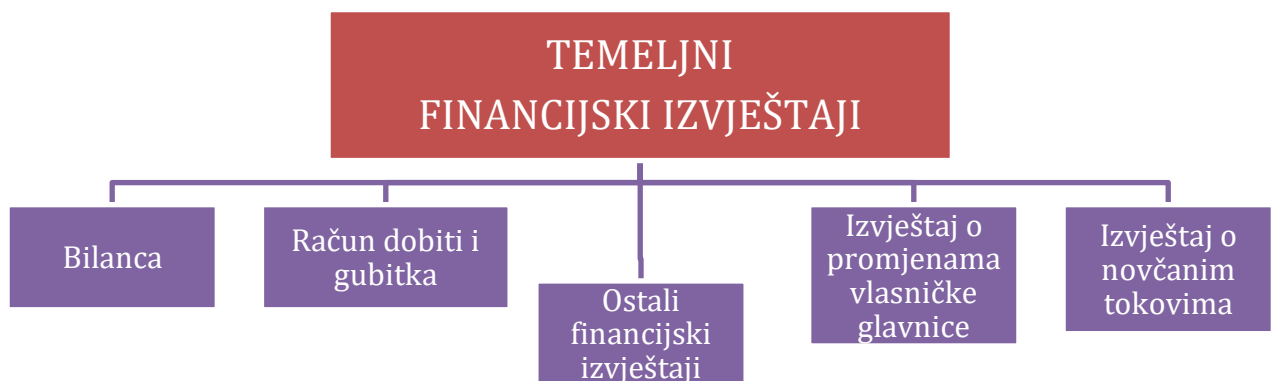 TEMELJNI
FINANCIJSKI IZVJEŠTAJI
Bilanca
Račun dobiti i
gubitka
Ostali
financijski
izvještaji
Izvještaj o
promjenama
vlasničke
glavnice
Izvještaj o
novčanim
tokovima